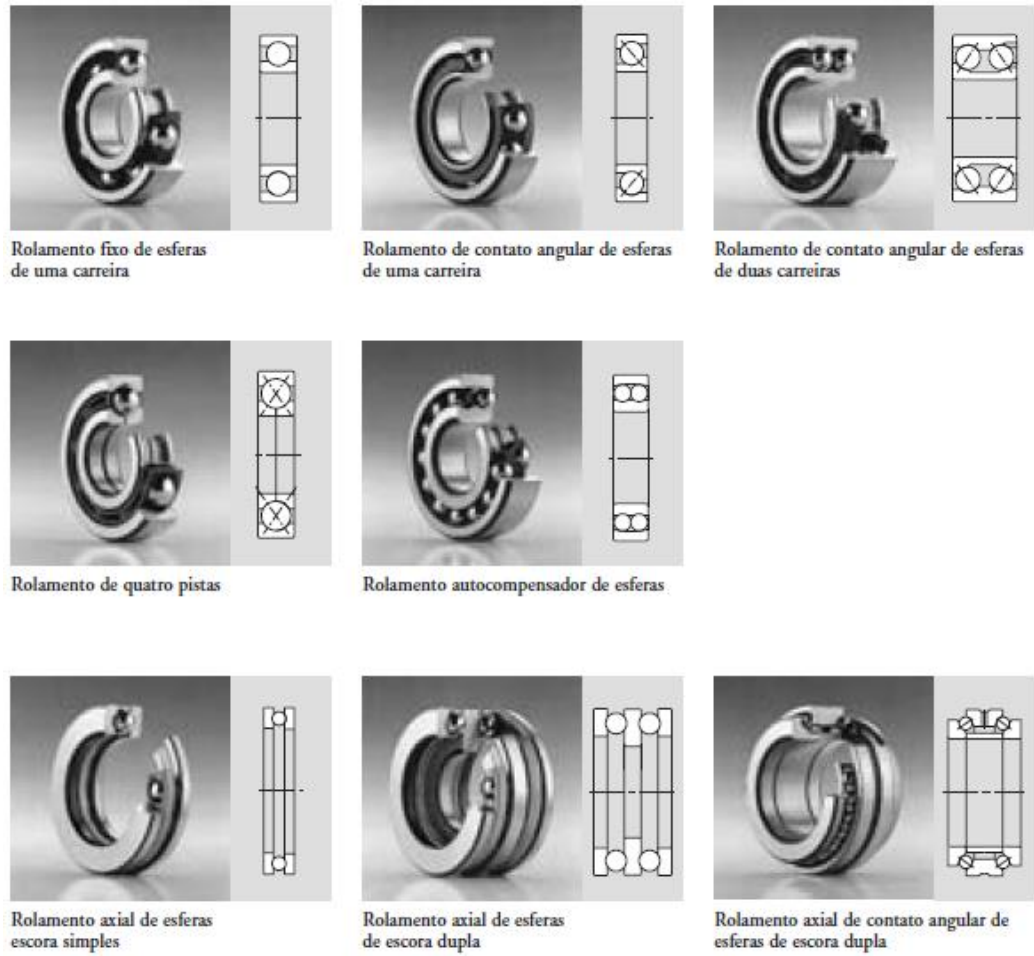 Rolamento fixo de esferas
de uma carreira
Rolamento de contato angular de esferas
de uma carreira
Rolamento de contato angular de esferas
de duas carreiras
Rolamento de quatro pistas
Rolamento autocompensador de esferas
Rolamento axial de esferas
escora simples
Rolamento axial de esferas
de escora dupla
Rolamento axial de contato angular de
esferas de escora dupla